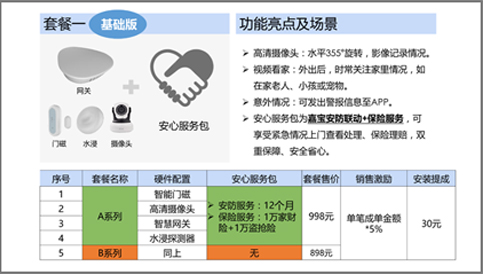 套餐一 基础版
网关
门磁 水浸 摄像头
安心服务包
功能亮点及场景
高清摄像头：水平355°旋转，影像记录情况。
视频看家：外出后，时常关注家里情况，如
在家老人、小孩或宠物。
意外情况：可发出警报信息至APP。
安心服务包为嘉宝安防联动+保险服务，可
享受紧急情况上门查看处理、保险理赔，双
重保障、安全省心。
序号 套餐名称 硬件配置 安心服务包 套餐售价 销售激励 安装提成
1 智能门磁
2 高清摄像头
3 智慧网关
4 水浸探测器
A系列
安防服务：12个月
保险服务：1万家财
险+1万盗抢险
998元
单笔成单金额
*5%
30元
5 B系列 同上 无 898元